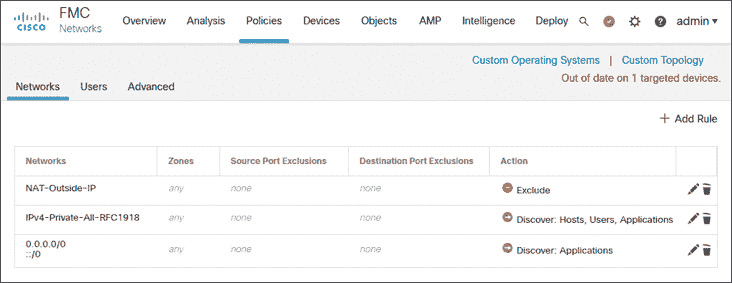 CISCO
FMC
Networks
Overview Analysis Policies Devices Objects AMP Intelligence Deploy admin
Custom Operating Systems | Custom Topology
Out of date on 1 targeted devices.
Networks Users Advanced
+ Add Rule
Networks Zones Source Port Exclusions Destination Port Exclusions Action
NAT-Outside-IP any none none Exclude
IPv4-Private-All-RFC1918 any none none Discover: Hosts, Users, Applications
0.0.0.0/0 any none none Discover: Applications
::/0